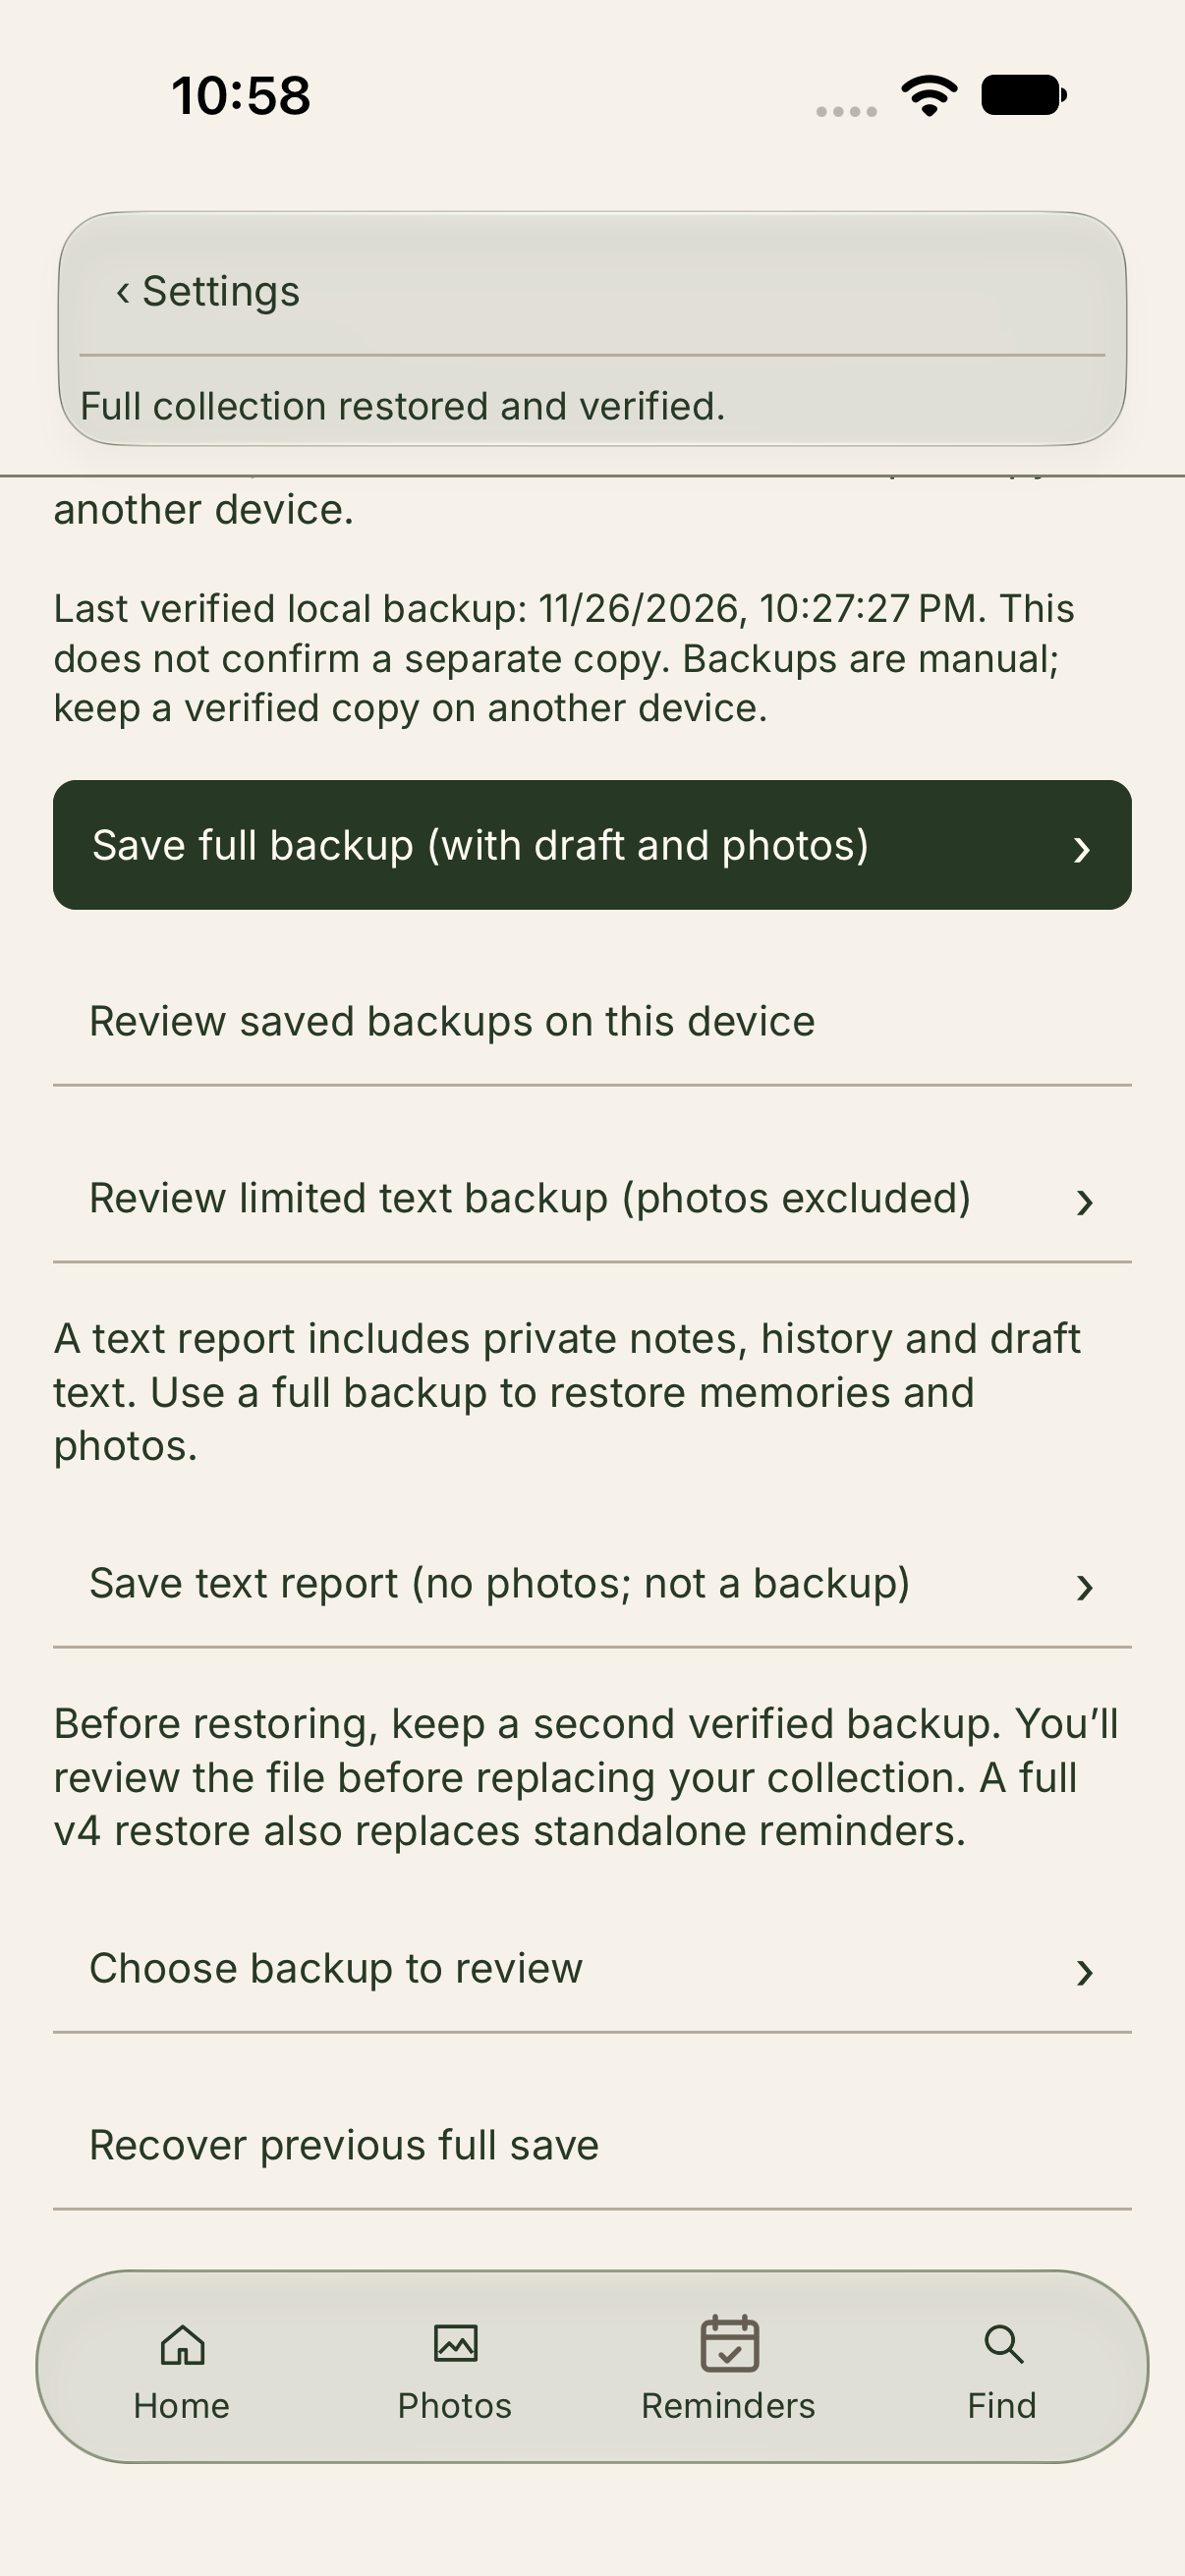 10:58
‹ Settings
Full collection restored and verified.
another device.
Last verified local backup: 11/26/2026, 10:27:27 PM. This
does not confirm a separate copy. Backups are manual;
keep a verified copy on another device.
Save full backup (with draft and photos) ›
Review saved backups on this device
Review limited text backup (photos excluded) ›
A text report includes private notes, history and draft
text. Use a full backup to restore memories and
photos.
Save text report (no photos; not a backup) ›
Before restoring, keep a second verified backup. You’ll
review the file before replacing your collection. A full
v4 restore also replaces standalone reminders.
Choose backup to review ›
Recover previous full save
Home Photos Reminders Find